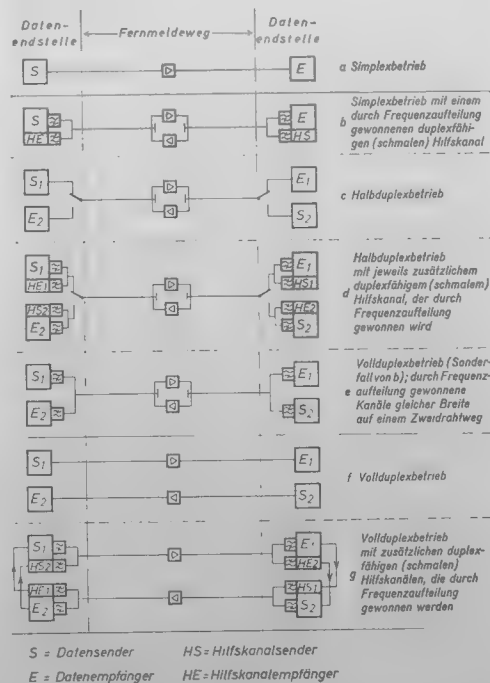 Daten-
endstelle
Fernmeldeweg
Daten-
endstelle
S
E
a Simplexbetrieb
S
HE
E
HS
Simplexbetrieb mit einem
durch Frequenzaufteilung
b gewonnenen duplexfähi-
gen (schmalen) Hilfskanal
S1
E2
E1
S2
c Halbduplexbetrieb
S1
HE1
HS2
E2
E1
HS1
HE2
S2
Halbduplexbetrieb
mit jeweils zusätzlichem
duplexfähigem (schmalem)
d Hilfskanal, der durch
Frequenzaufteilung
gewonnen wird
S1
E2
E1
S2
Vollduplexbetrieb (Sonder-
fall von b); durch Frequenz-
e aufteilung gewonnene
Kanäle gleicher Breite
auf einem Zweidrahtweg
S1
E1
E2
S2
f Vollduplexbetrieb
S1
HS2
HE1
E2
E1
HE2
HS1
S2
Vollduplexbetrieb
mit zusätzlichen duplex-
fähigen (schmalen)
g Hilfskanälen, die durch
Frequenzaufteilung
gewonnen werden
S = Datensender
HS = Hilfskanalsender
E = Datenempfänger
HE = Hilfskanalempfänger